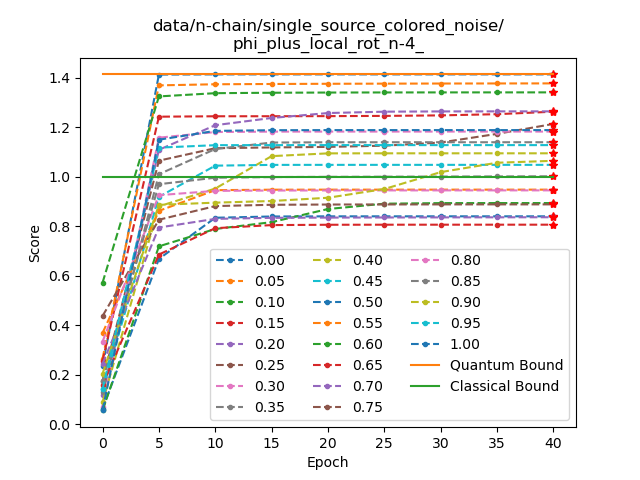 data/n-chain/single_source_colored_noise/
phi_plus_local_rot_n-4_
Score
1.4
1.2
1.0
0.8
0.6
0.4
0.2
0.0
0.00 0.40 0.80
0.05 0.45 0.85
0.10 0.50 0.90
0.15 0.55 0.95
0.20 0.60 1.00
0.25 0.65 Quantum Bound
0.30 0.70 Classical Bound
0.35 0.75
0 5 10 15 20 25 30 35 40
Epoch